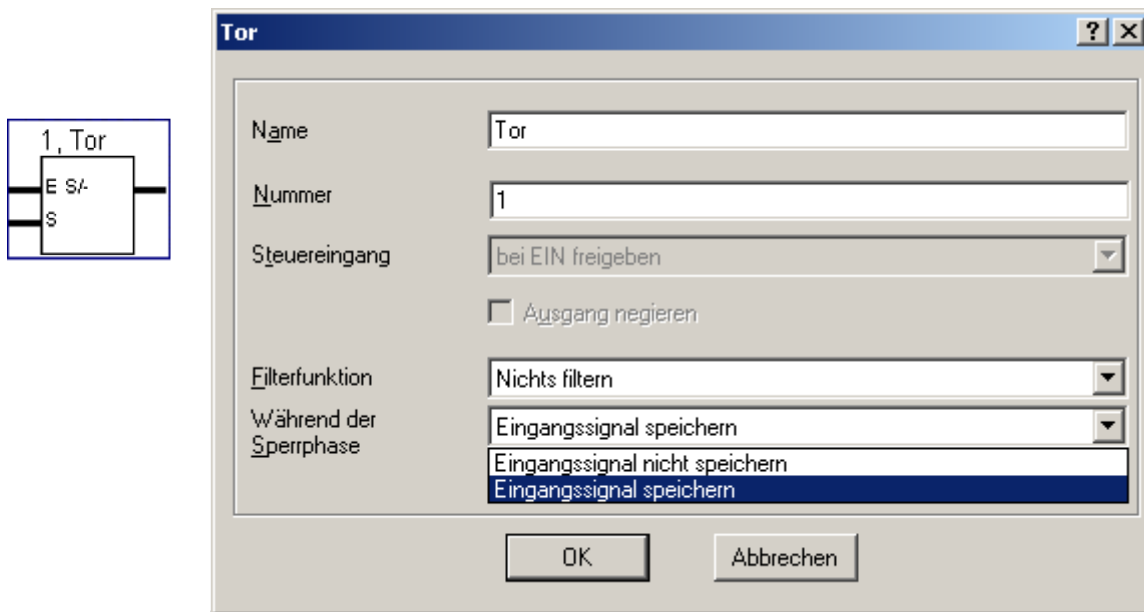 1, Tor
E S/-
S
Tor
Name
Tor
Nummer
1
Steuereingang
bei EIN freigeben
Ausgang negieren
Filterfunktion
Nichts filtern
Während der
Sperrphase
Eingangssignal speichern
Eingangssignal nicht speichern
Eingangssignal speichern
OK
Abbrechen